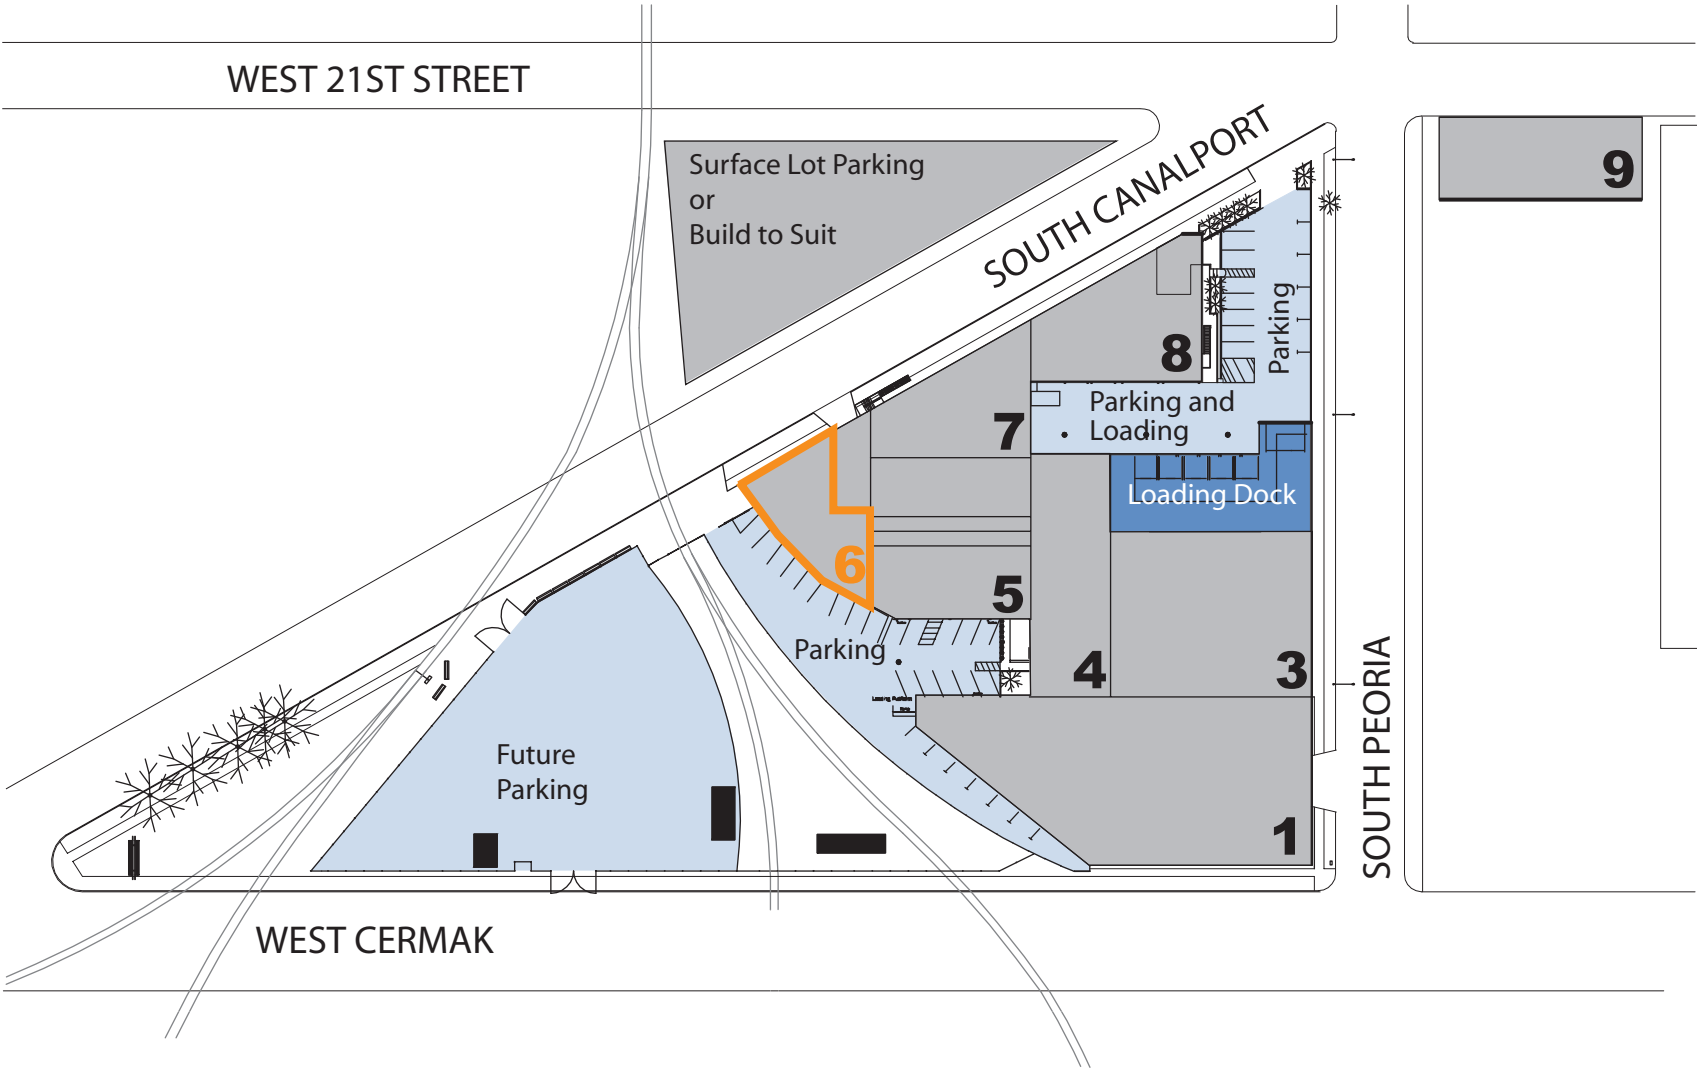 WEST 21ST STREET
Surface Lot Parking
or
Build to Suit
SOUTH CANALPORT
9
8
Parking
Parking and
Loading
7
Loading Dock
6
5
Parking
4
3
SOUTH PEORIA
Future
Parking
1
WEST CERMAK